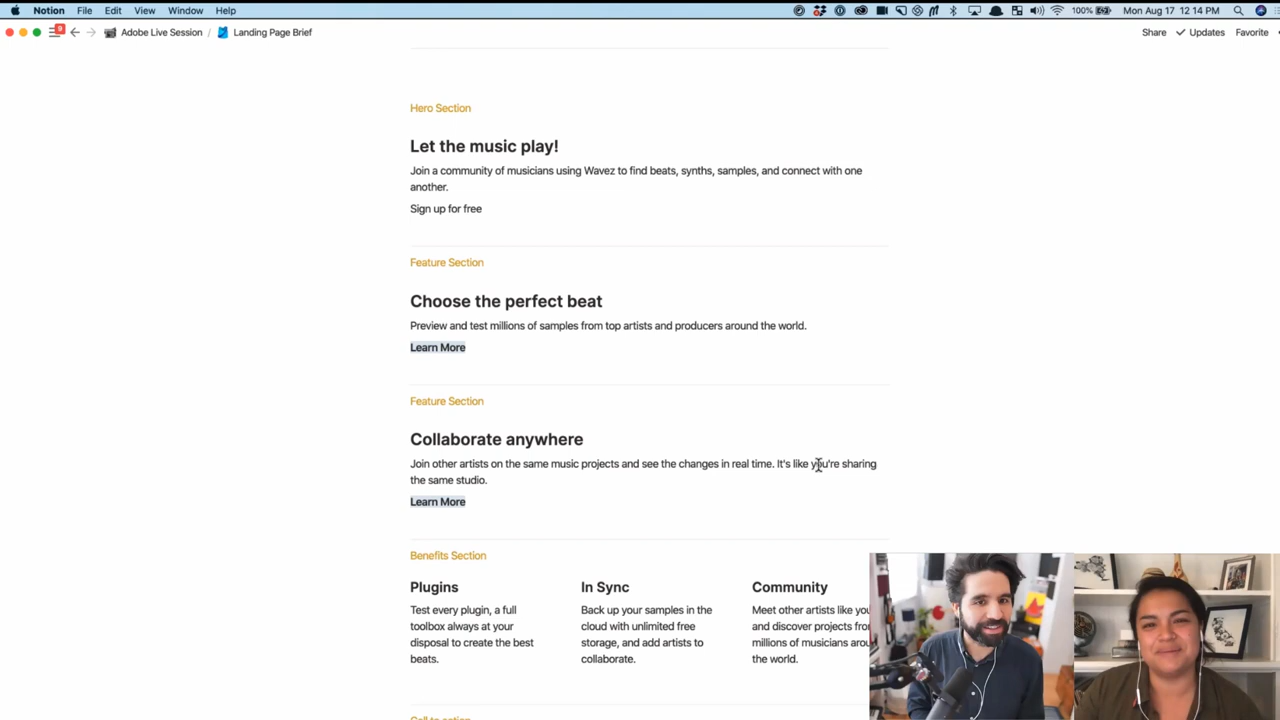 Notion File Edit View Window Help 100% Mon Aug 17 12:14 PM
9 Adobe Live Session / Landing Page Brief Share Updates Favorite
Hero Section
Let the music play!
Join a community of musicians using Wavez to find beats, synths, samples, and connect with one
another.
Sign up for free
Feature Section
Choose the perfect beat
Preview and test millions of samples from top artists and producers around the world.
Learn More
Feature Section
Collaborate anywhere
Join other artists on the same music projects and see the changes in real time. It's like you're sharing
the same studio.
Learn More
Benefits Section
Plugins
Test every plugin, a full
toolbox always at your
disposal to create the best
beats.
In Sync
Back up your samples in the
cloud with unlimited free
storage, and add artists to
collaborate.
Community
Meet other artists like you
and discover projects from
millions of musicians arou
the world.
Call to action